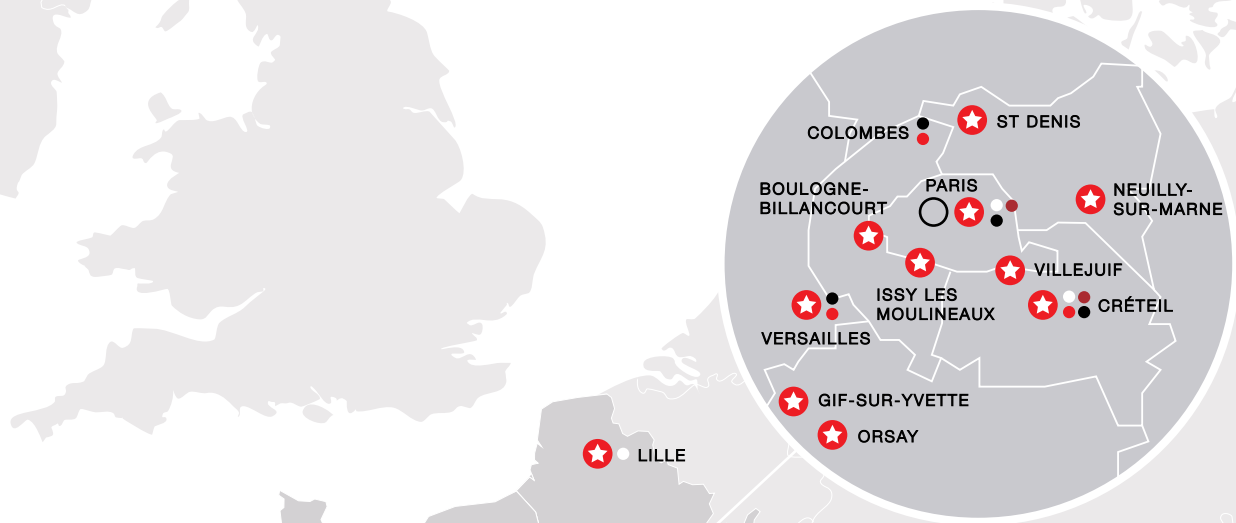 COLOMBES
ST DENIS
BOULOGNE-
BILLANCOURT
PARIS
NEUILLY-
SUR-MARNE
VILLEJUIF
ISSY LES
MOULINEAUX
CRÉTEIL
VERSAILLES
GIF-SUR-YVETTE
ORSAY
LILLE